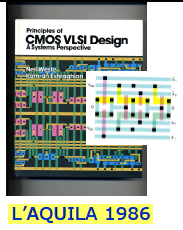 Principles of
CMOS VLSI Design
A Systems Perspective
Neil Weste
Kamran Eshraghian
L'AQUILA 1986